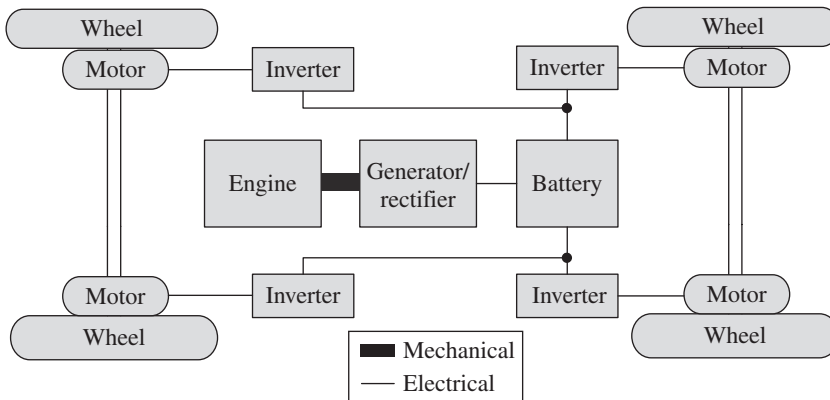 Wheel
Wheel
Motor
Inverter
Inverter
Motor
Engine
Generator/
rectifier
Battery
Motor
Inverter
Inverter
Motor
Wheel
Wheel
Mechanical
Electrical